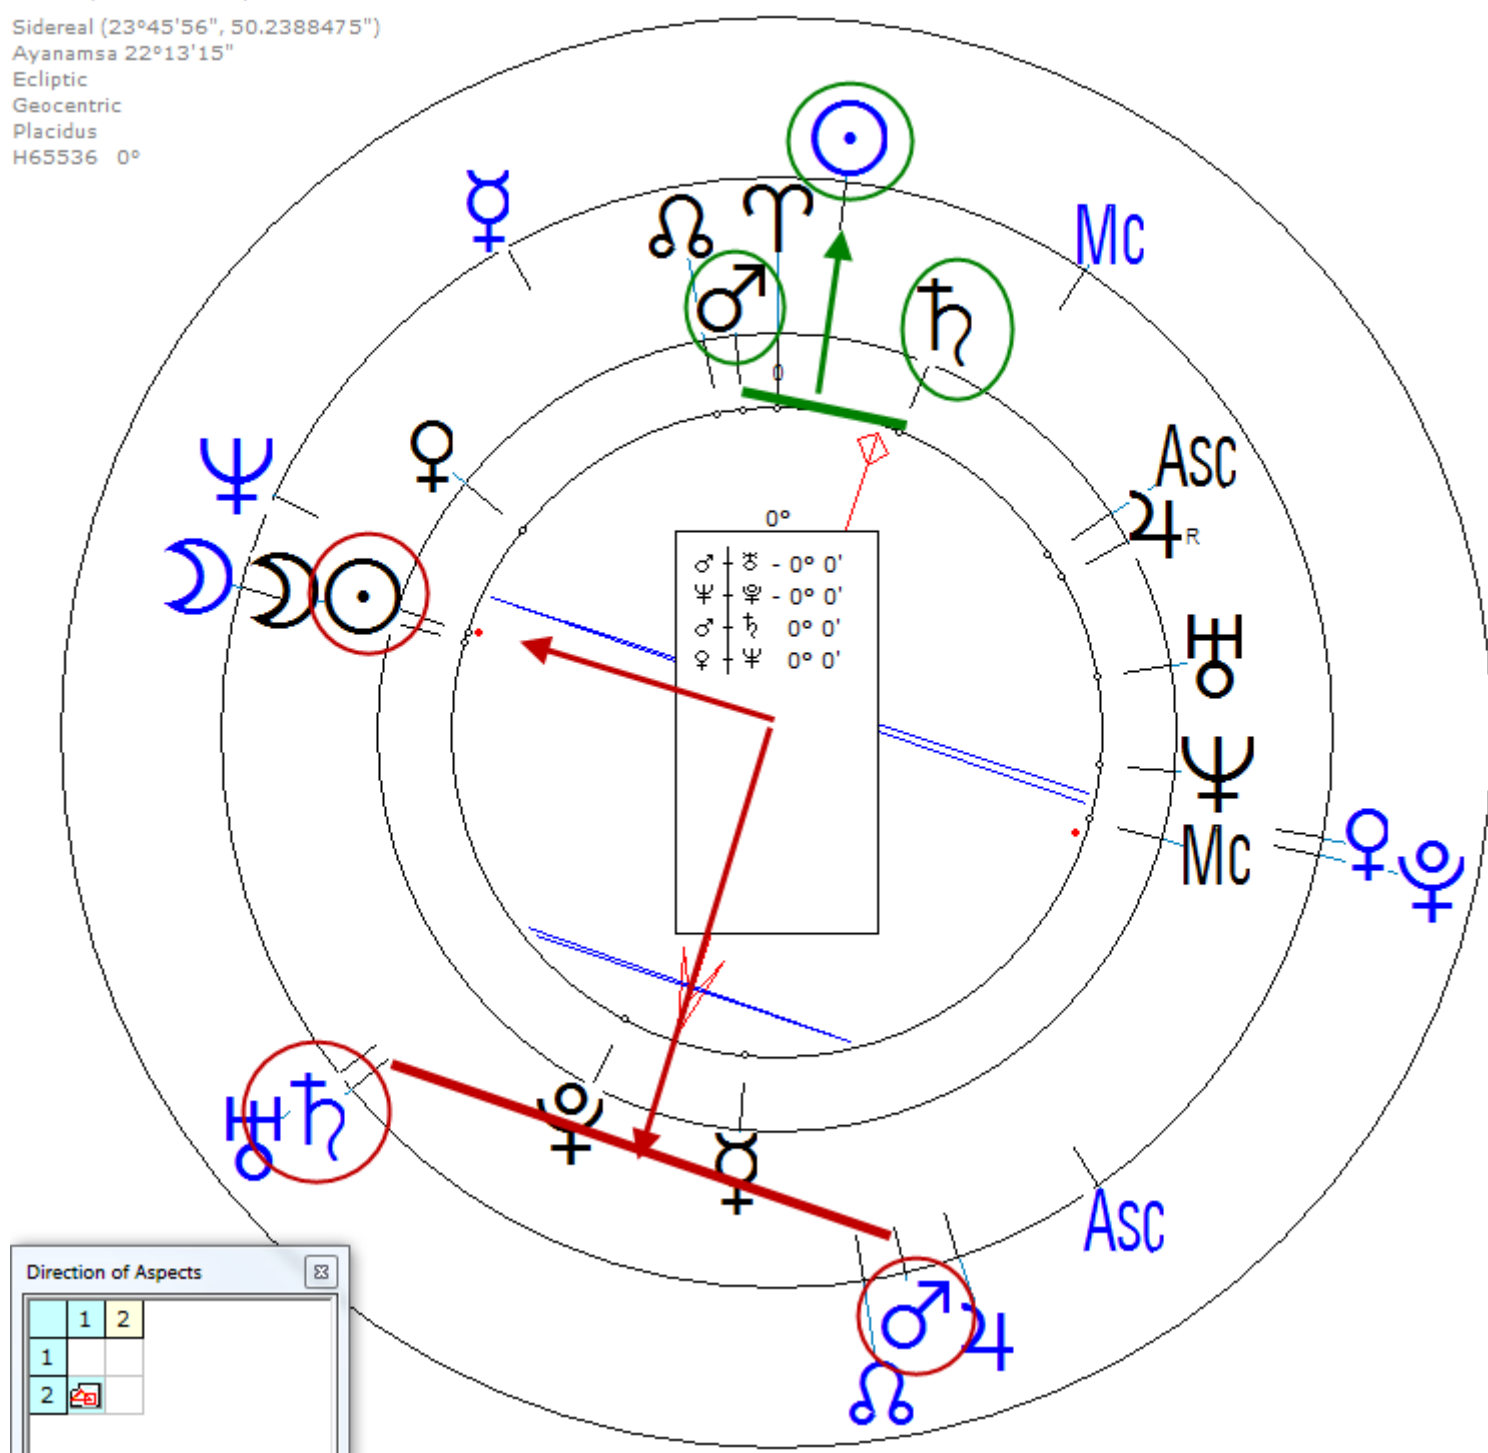 Sidereal (23°45'56", 50.2388475")
Ayanamsa 22°13'15"
Ecliptic
Geocentric
Placidus
H65536 0°
☿
☊
♈
☉
Mc
♂
♄
0
♆
♀
Asc
♃R
☽
☽
☉
0°
♂ ⛢ - 0° 0'
♆ ♇ - 0° 0'
♂ ♄ 0° 0'
♀ ♆ 0° 0'
♅
♆
Mc
♀
♇
♅
♄
♇
☿
Asc
♂
♃
☊
Direction of Aspects
1 2
1
2